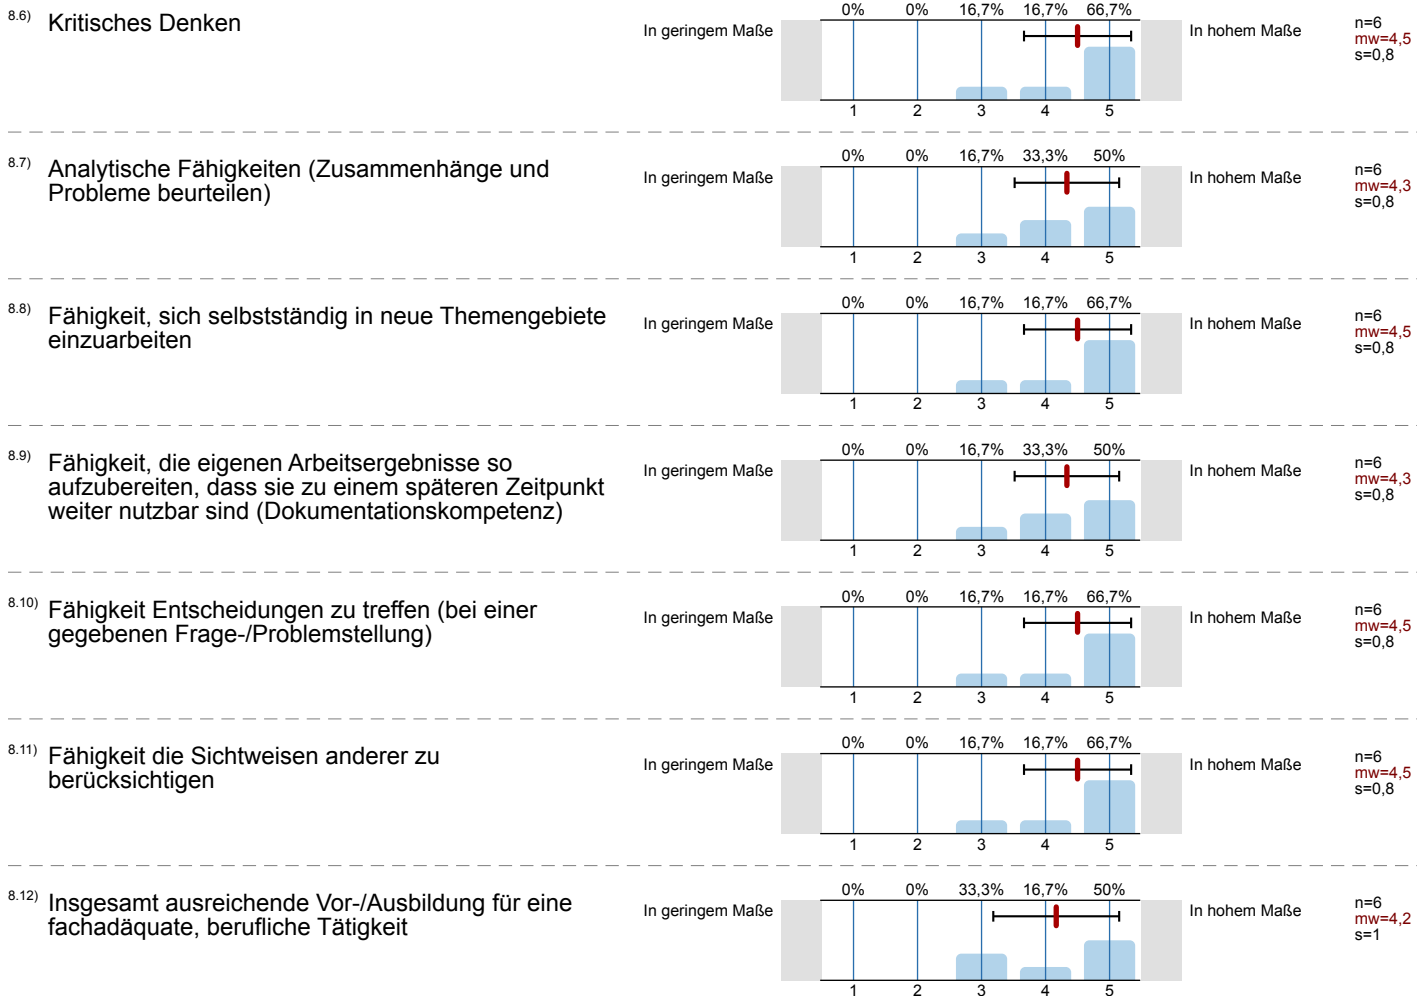 8.6) Kritisches Denken
In geringem Maße
0% 0% 16,7% 16,7% 66,7%
1 2 3 4 5
In hohem Maße
n=6
mw=4,5
s=0,8
8.7) Analytische Fähigkeiten (Zusammenhänge und
Probleme beurteilen)
In geringem Maße
0% 0% 16,7% 33,3% 50%
1 2 3 4 5
In hohem Maße
n=6
mw=4,3
s=0,8
8.8) Fähigkeit, sich selbstständig in neue Themengebiete
einzuarbeiten
In geringem Maße
0% 0% 16,7% 16,7% 66,7%
1 2 3 4 5
In hohem Maße
n=6
mw=4,5
s=0,8
8.9) Fähigkeit, die eigenen Arbeitsergebnisse so
aufzubereiten, dass sie zu einem späteren Zeitpunkt
weiter nutzbar sind (Dokumentationskompetenz)
In geringem Maße
0% 0% 16,7% 33,3% 50%
1 2 3 4 5
In hohem Maße
n=6
mw=4,3
s=0,8
8.10) Fähigkeit Entscheidungen zu treffen (bei einer
gegebenen Frage-/Problemstellung)
In geringem Maße
0% 0% 16,7% 16,7% 66,7%
1 2 3 4 5
In hohem Maße
n=6
mw=4,5
s=0,8
8.11) Fähigkeit die Sichtweisen anderer zu
berücksichtigen
In geringem Maße
0% 0% 16,7% 16,7% 66,7%
1 2 3 4 5
In hohem Maße
n=6
mw=4,5
s=0,8
8.12) Insgesamt ausreichende Vor-/Ausbildung für eine
fachadäquate, berufliche Tätigkeit
In geringem Maße
0% 0% 33,3% 16,7% 50%
1 2 3 4 5
In hohem Maße
n=6
mw=4,2
s=1